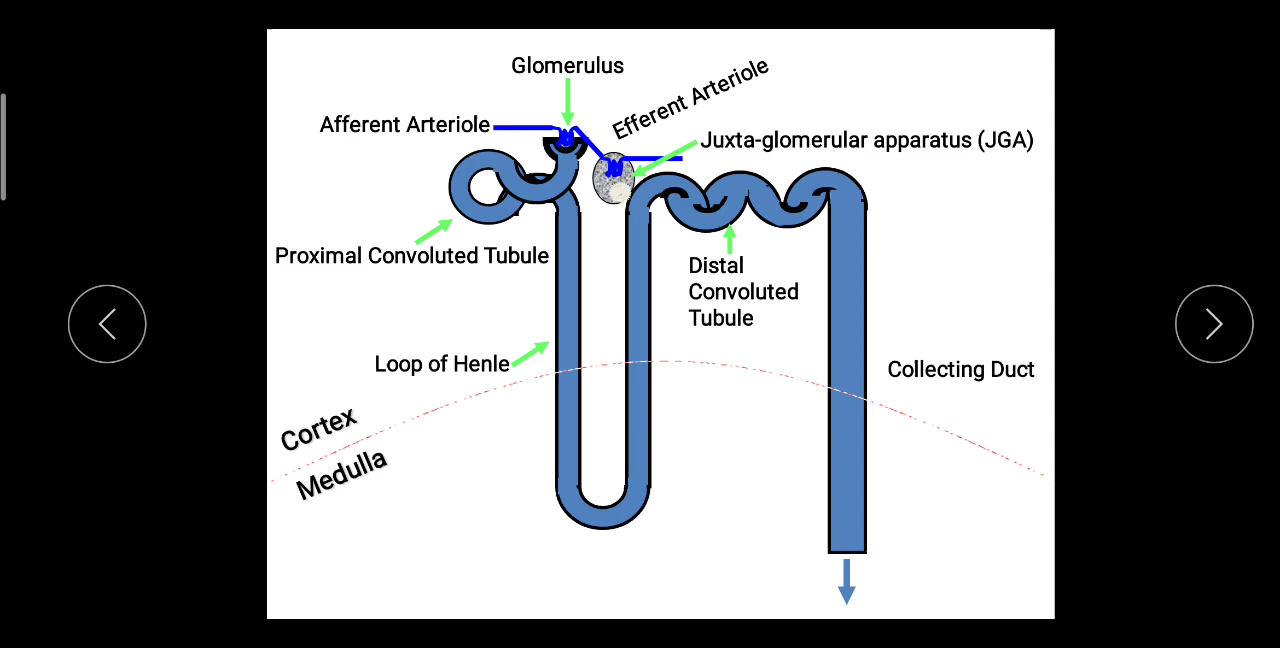 Glomerulus
Efferent Arteriole
Afferent Arteriole
Juxta-glomerular apparatus (JGA)
Proximal Convoluted Tubule
Distal
Convoluted
Tubule
Loop of Henle
Collecting Duct
Cortex
Medulla